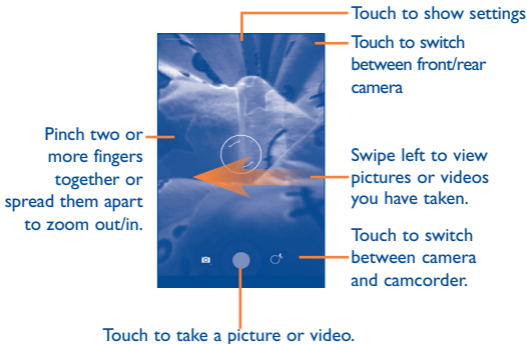 Touch to show settings
Touch to switch
between front/rear
camera
Pinch two or
more fingers
together or
spread them apart
to zoom out/in.
Swipe left to view
pictures or videos
you have taken.
Touch to switch
between camera
and camcorder.
Touch to take a picture or video.